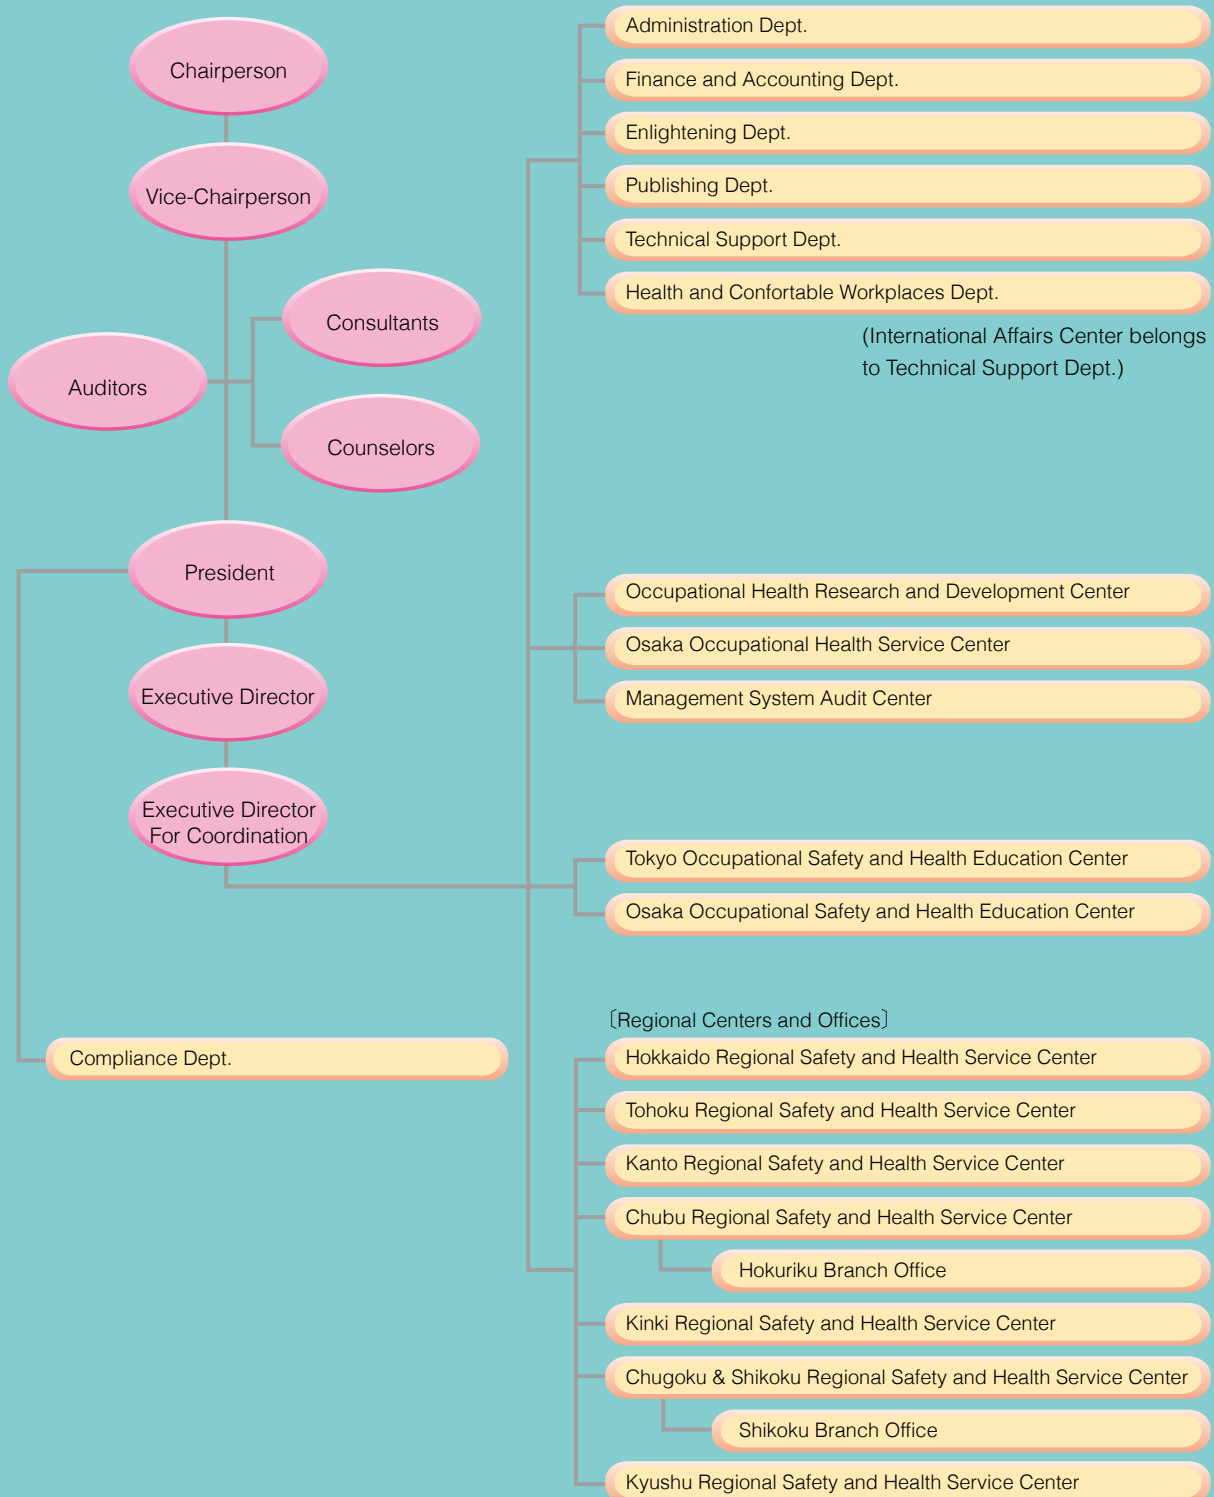 Chairperson
Vice-Chairperson
Consultants
Auditors
Counselors
President
Executive Director
Executive Director
For Coordination
Compliance Dept.
Administration Dept.
Finance and Accounting Dept.
Enlightening Dept.
Publishing Dept.
Technical Support Dept.
Health and Confortable Workplaces Dept.
(International Affairs Center belongs
to Technical Support Dept.)
Occupational Health Research and Development Center
Osaka Occupational Health Service Center
Management System Audit Center
Tokyo Occupational Safety and Health Education Center
Osaka Occupational Safety and Health Education Center
〔Regional Centers and Offices〕
Hokkaido Regional Safety and Health Service Center
Tohoku Regional Safety and Health Service Center
Kanto Regional Safety and Health Service Center
Chubu Regional Safety and Health Service Center
Hokuriku Branch Office
Kinki Regional Safety and Health Service Center
Chugoku & Shikoku Regional Safety and Health Service Center
Shikoku Branch Office
Kyushu Regional Safety and Health Service Center